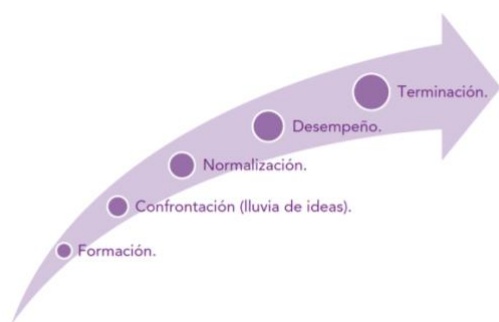 Terminación.
Desempeño.
Normalización.
Confrontación (lluvia de ideas).
Formación.